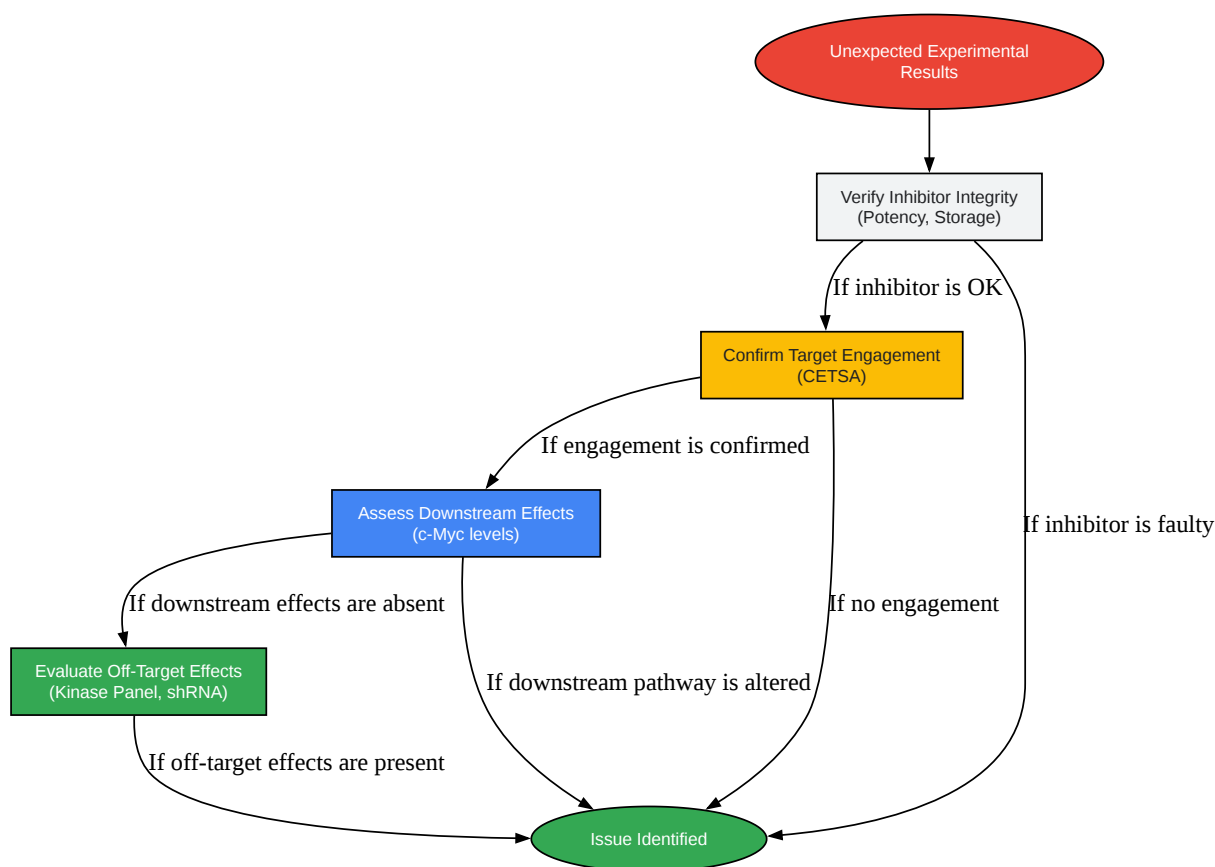 Unexpected Experimental
Results
Verify Inhibitor Integrity
(Potency, Storage)
If inhibitor is OK
Confirm Target Engagement
(CETSA)
If engagement is confirmed
Assess Downstream Effects
(c-Myc levels)
If inhibitor is faulty
If downstream effects are absent
If no engagement
Evaluate Off-Target Effects
(Kinase Panel, shRNA)
If downstream pathway is altered
If off-target effects are present
Issue Identified